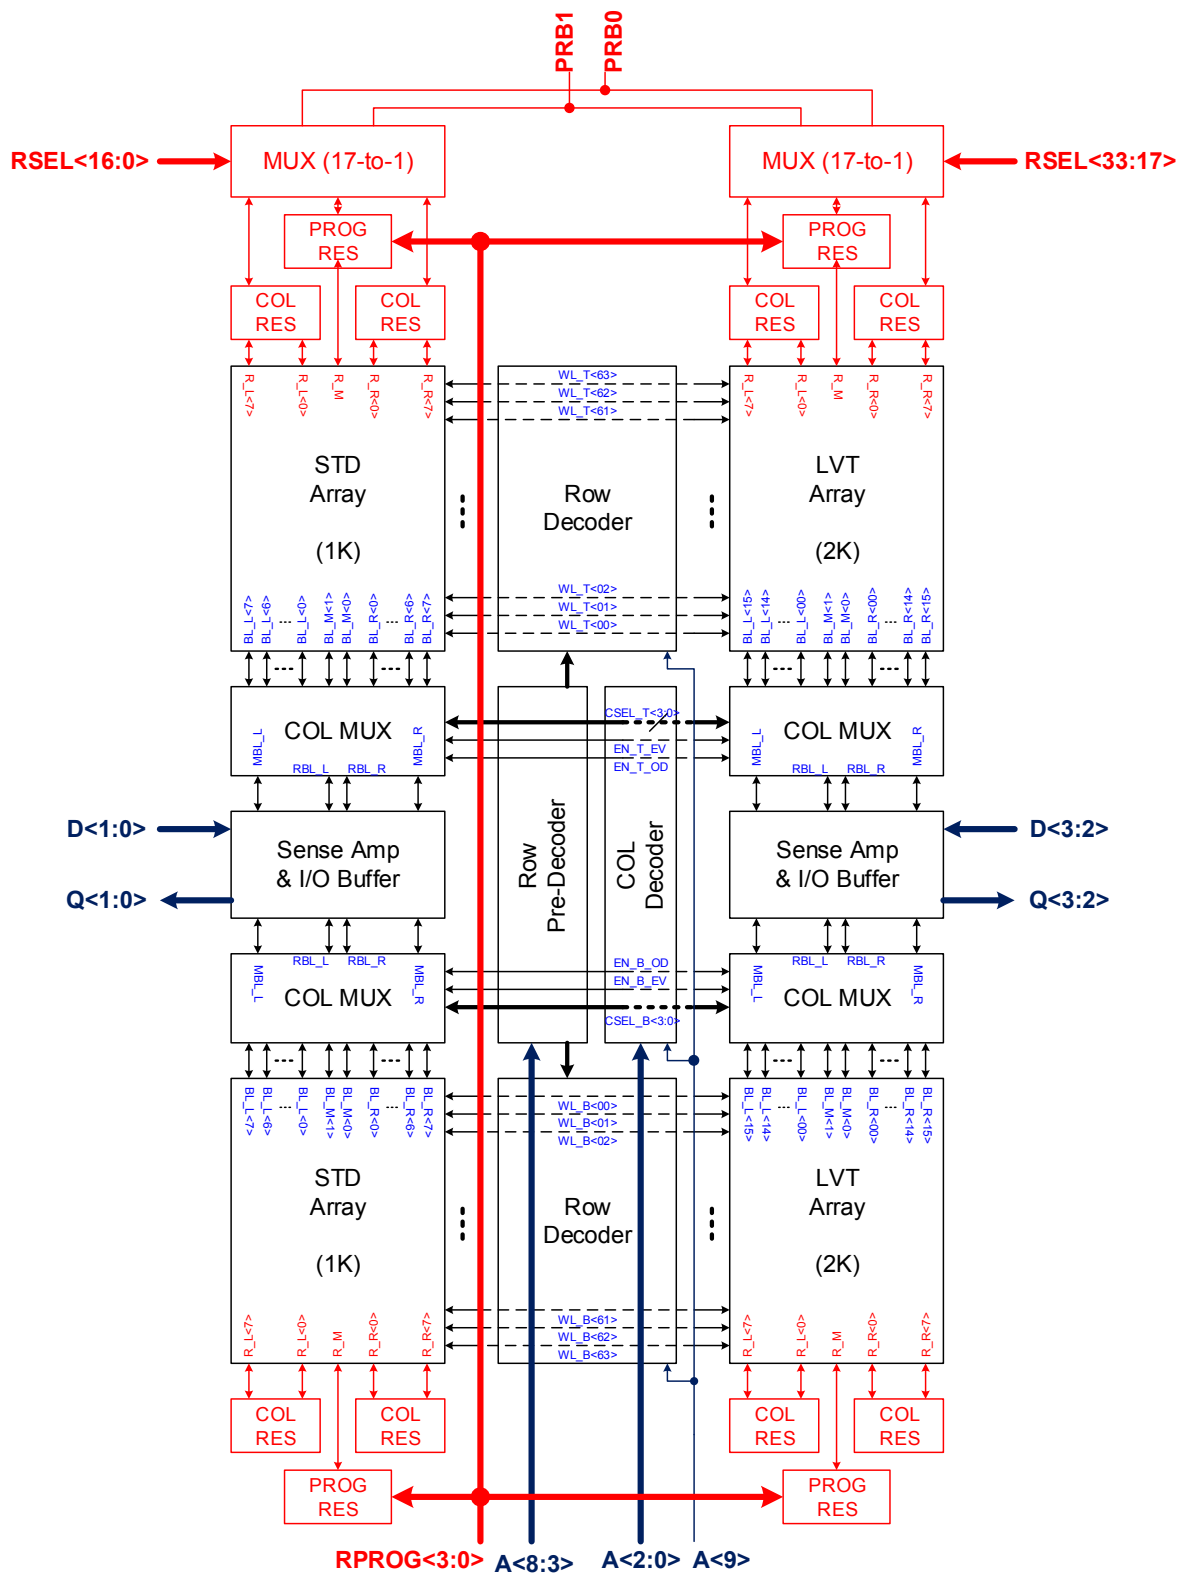 PRB1
PRB0
RSEL<16:0>
MUX (17-to-1)
MUX (17-to-1)
RSEL<33:17>
PROG
RES
PROG
RES
COL
RES
COL
RES
COL
RES
COL
RES
R_L<7>
R_L<0>
R_M
R_R<0>
R_R<7>
WL_T<63>
WL_T<62>
WL_T<61>
R_L<7>
R_L<0>
R_M
R_R<0>
R_R<7>
STD
Array
(1K)
Row
Decoder
LVT
Array
(2K)
WL_T<02>
WL_T<01>
WL_T<00>
BL_L<7>
BL_L<6>
...
BL_L<0>
BL_M<1>
BL_M<0>
BL_R<0>
...
BL_R<6>
BL_R<7>
BL_L<15>
BL_L<14>
...
BL_L<00>
BL_M<1>
BL_M<0>
BL_R<00>
...
BL_R<14>
BL_R<15>
COL MUX
MBL_L
RBL_L
RBL_R
MBL_R
CSEL_T<3:0>
EN_T_EV
EN_T_OD
COL MUX
MBL_L
RBL_L
RBL_R
MBL_R
D<1:0>
Q<1:0>
Sense Amp
& I/O Buffer
Row
Pre-Decoder
COL
Decoder
Sense Amp
& I/O Buffer
D<3:2>
Q<3:2>
MBL_L
RBL_L
RBL_R
MBL_R
COL MUX
EN_B_OD
EN_B_EV
CSEL_B<3:0>
MBL_L
RBL_L
RBL_R
MBL_R
COL MUX
BL_L<7>
BL_L<6>
...
BL_L<0>
BL_M<1>
BL_M<0>
BL_R<0>
...
BL_R<6>
BL_R<7>
WL_B<00>
WL_B<01>
WL_B<02>
BL_L<15>
BL_L<14>
...
BL_L<00>
BL_M<1>
BL_M<0>
BL_R<00>
...
BL_R<14>
BL_R<15>
STD
Array
(1K)
Row
Decoder
LVT
Array
(2K)
WL_B<61>
WL_B<62>
WL_B<63>
R_L<7>
R_L<0>
R_M
R_R<0>
R_R<7>
R_L<7>
R_L<0>
R_M
R_R<0>
R_R<7>
COL
RES
COL
RES
COL
RES
COL
RES
PROG
RES
PROG
RES
RPROG<3:0>
A<8:3>
A<2:0>
A<9>